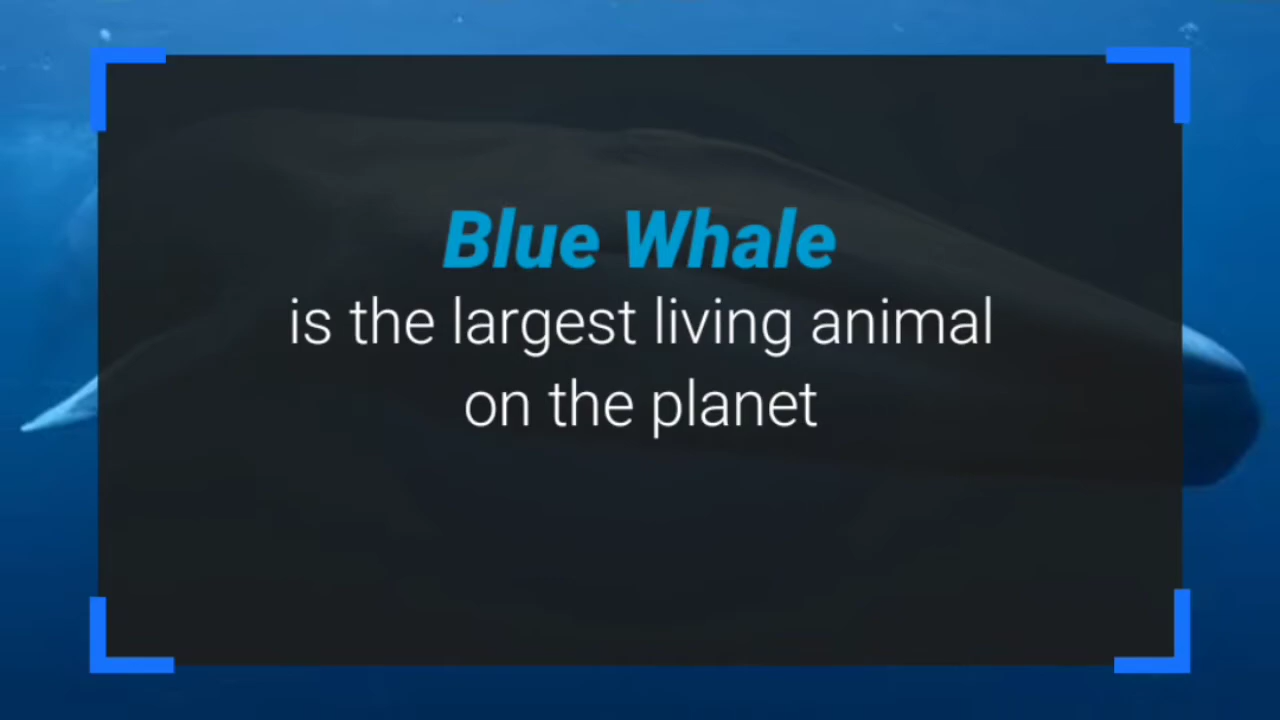 Blue Whale
is the largest living animal
on the planet